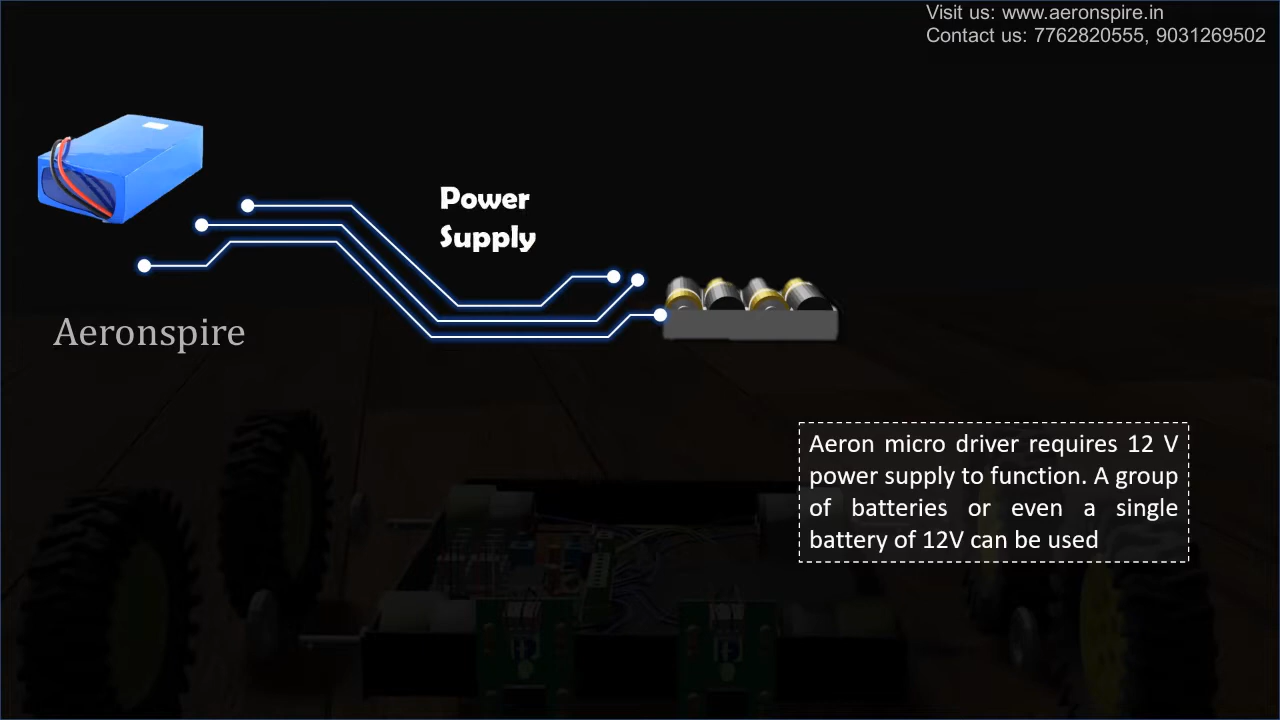 Visit us: www.aeronspire.in
Contact us: 7762820555, 9031269502
Power
Supply
Aeronspire
Aeron micro driver requires 12 V
power supply to function. A group
of batteries or even a single
battery of 12V can be used